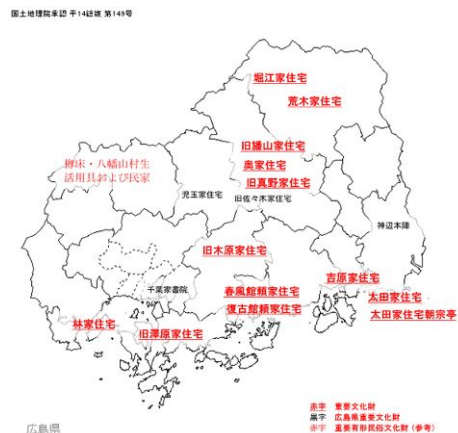 国土地理院承認 平14総複 第149号
堀江家住宅
荒木家住宅
旧旙山家住宅
奥家住宅
旧真野家住宅
樽床・八幡山村生
活用具および民家
児玉家住宅
旧佐々木家住宅
神辺本陣
旧木原家住宅
吉原家住宅
千葉家書院
春風館頼家住宅
復古館頼家住宅
太田家住宅
太田家住宅朝宗亭
林家住宅
旧澤原家住宅
赤字 重要文化財
黒字 広島県重要文化財
赤字 重要有形民俗文化財(参考)
広島県